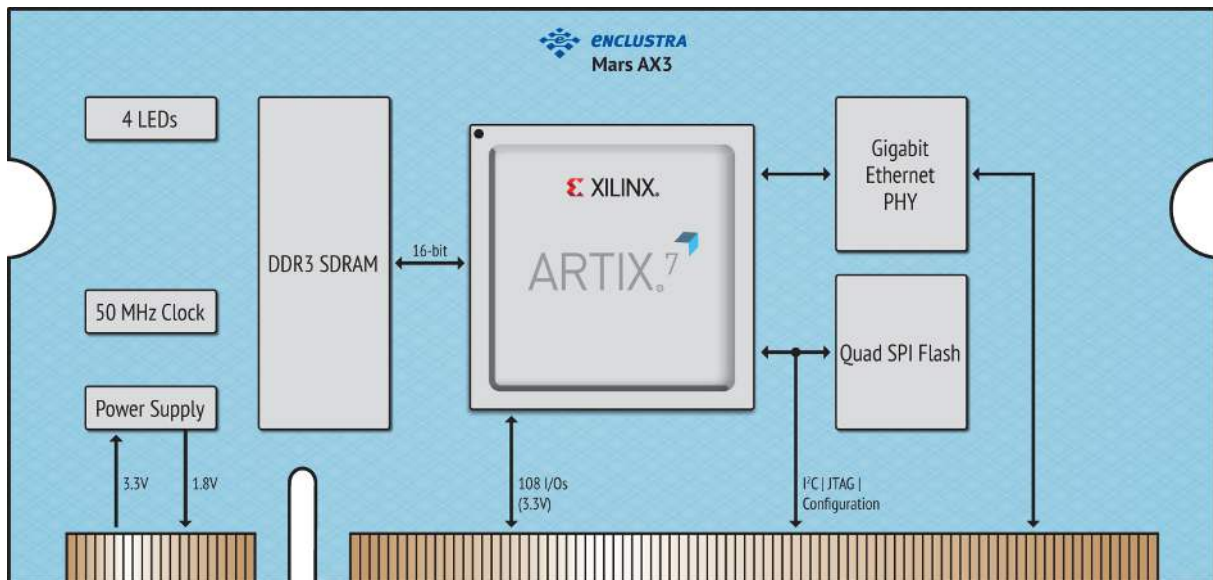 enclustra
Mars AX3
4 LEDs
DDR3 SDRAM
50 MHz Clock
Power Supply
3.3V
1.8V
16-bit
XILINX®
ARTIX®7
Gigabit
Ethernet
PHY
Quad SPI Flash
108 I/Os
(3.3V)
I²C | JTAG |
Configuration